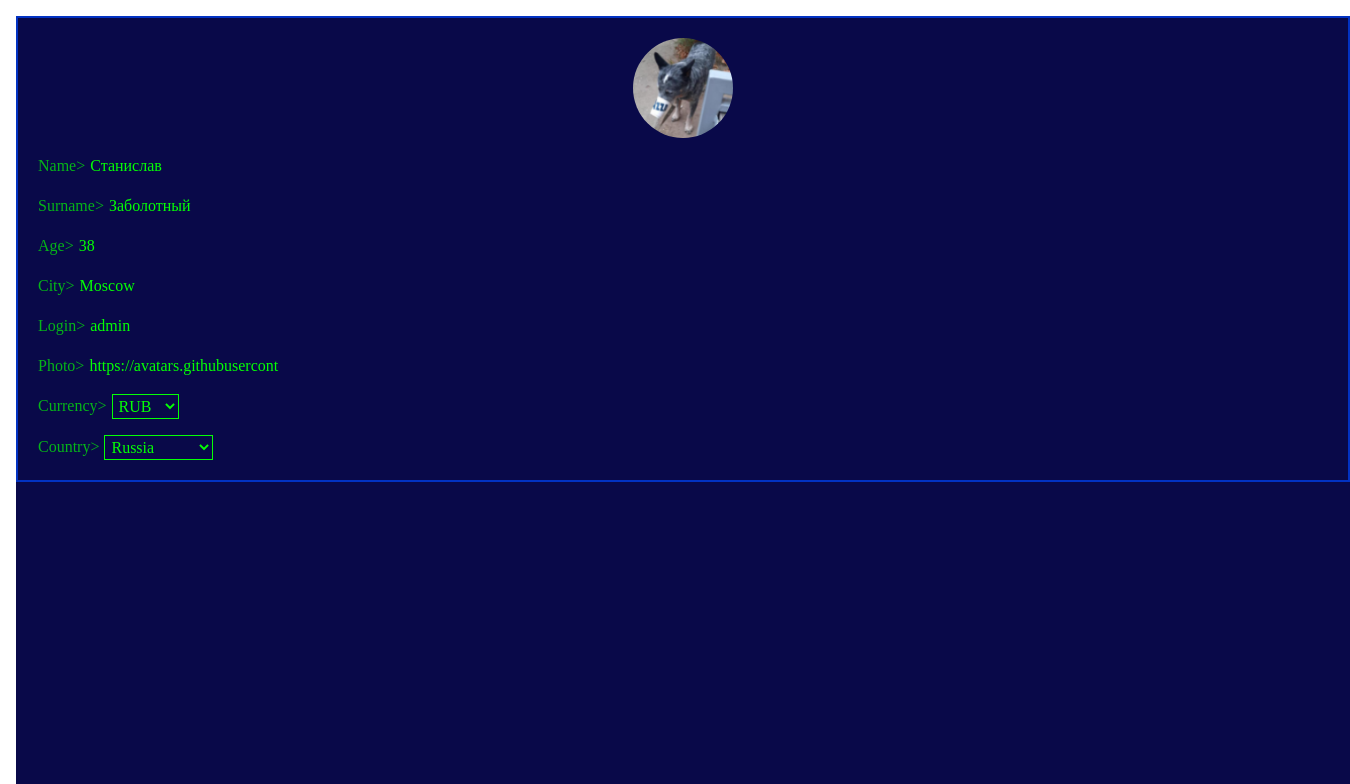 Name> Станислав
Surname> Заболотный
Age> 38
City> Moscow
Login> admin
Photo> https://avatars.githubusercont
Currency> RUB
Country> Russia